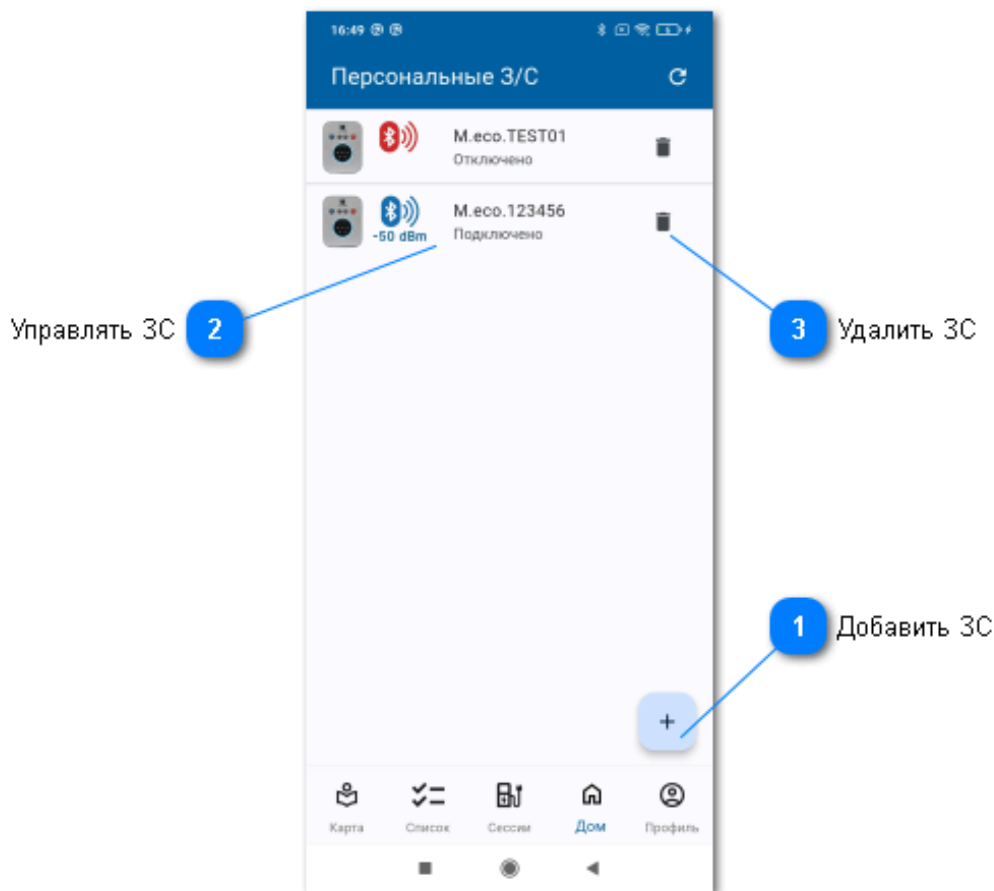 16:49
Персональные З/С
M.eco.TEST01
Отключено
M.eco.123456
-50 dBm
Подключено
Управлять ЗС
2
3
Удалить ЗС
1
Добавить ЗС
+
Карта
Список
Сессии
Дом
Профиль